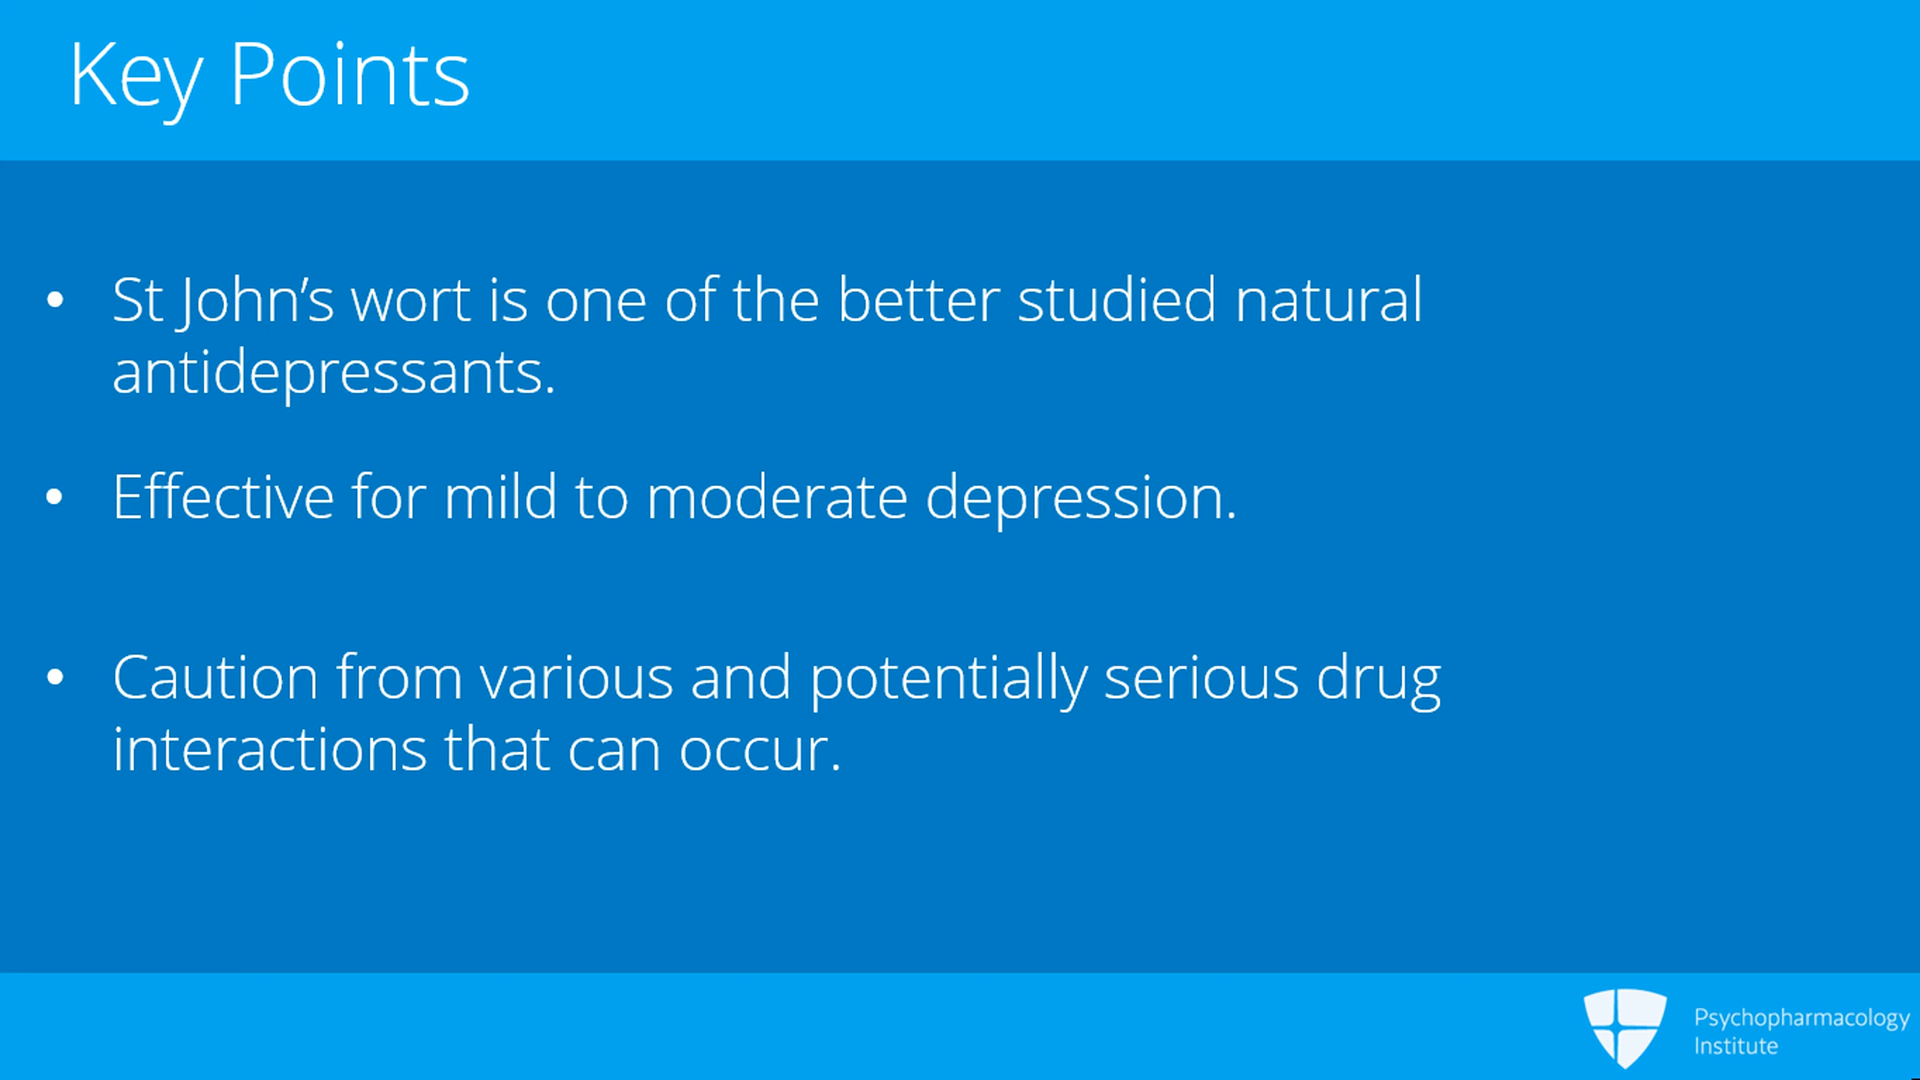 Key Points
• St John’s wort is one of the better studied natural
antidepressants.
• Effective for mild to moderate depression.
• Caution from various and potentially serious drug
interactions that can occur.
Psychopharmacology
Institute